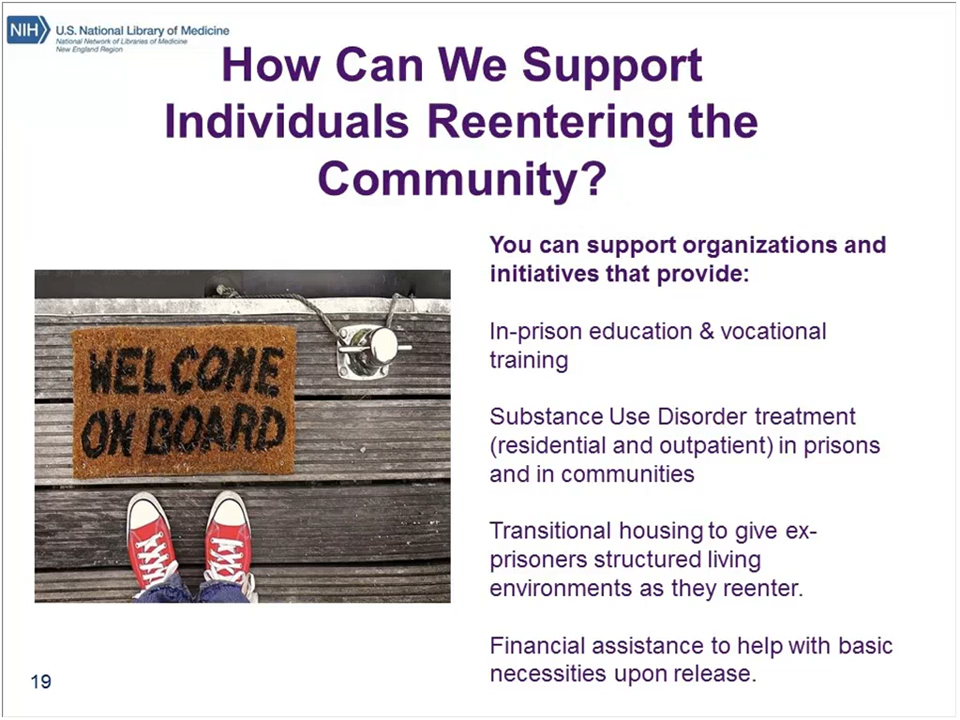 NIH
U.S. National Library of Medicine
National Network of Libraries of Medicine
New England Region
How Can We Support
Individuals Reentering the
Community?
You can support organizations and
initiatives that provide:
In-prison education & vocational
training
Substance Use Disorder treatment
(residential and outpatient) in prisons
and in communities
Transitional housing to give ex-
prisoners structured living
environments as they reenter.
Financial assistance to help with basic
necessities upon release.
WELCOME
ON BOARD
19